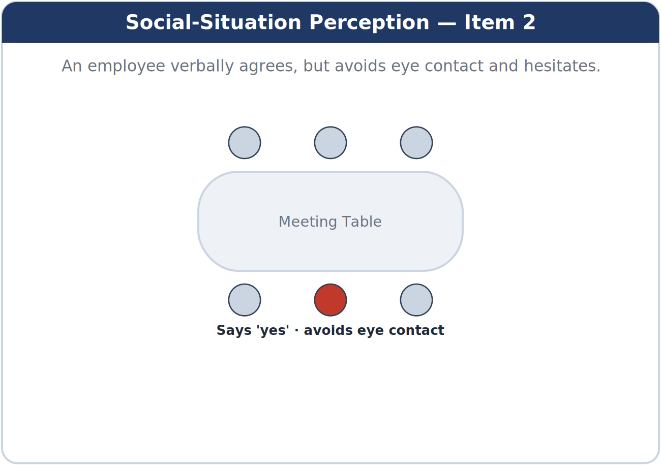 Social-Situation Perception — Item 2
An employee verbally agrees, but avoids eye contact and hesitates.
Meeting Table
Says 'yes' · avoids eye contact